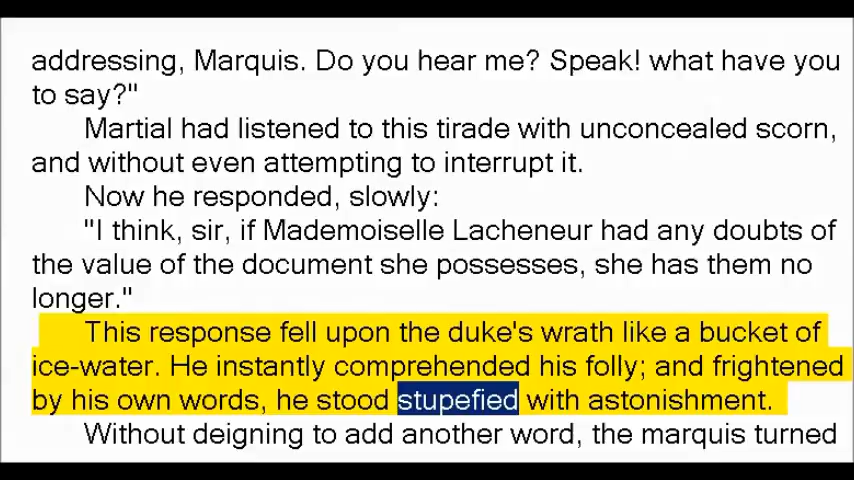 addressing, Marquis. Do you hear me? Speak! what have you
to say?"
Martial had listened to this tirade with unconcealed scorn,
and without even attempting to interrupt it.
Now he responded, slowly:
"I think, sir, if Mademoiselle Lacheneur had any doubts of
the value of the document she possesses, she has them no
longer."
This response fell upon the duke's wrath like a bucket of
ice-water. He instantly comprehended his folly; and frightened
by his own words, he stood stupefied with astonishment.
Without deigning to add another word, the marquis turned